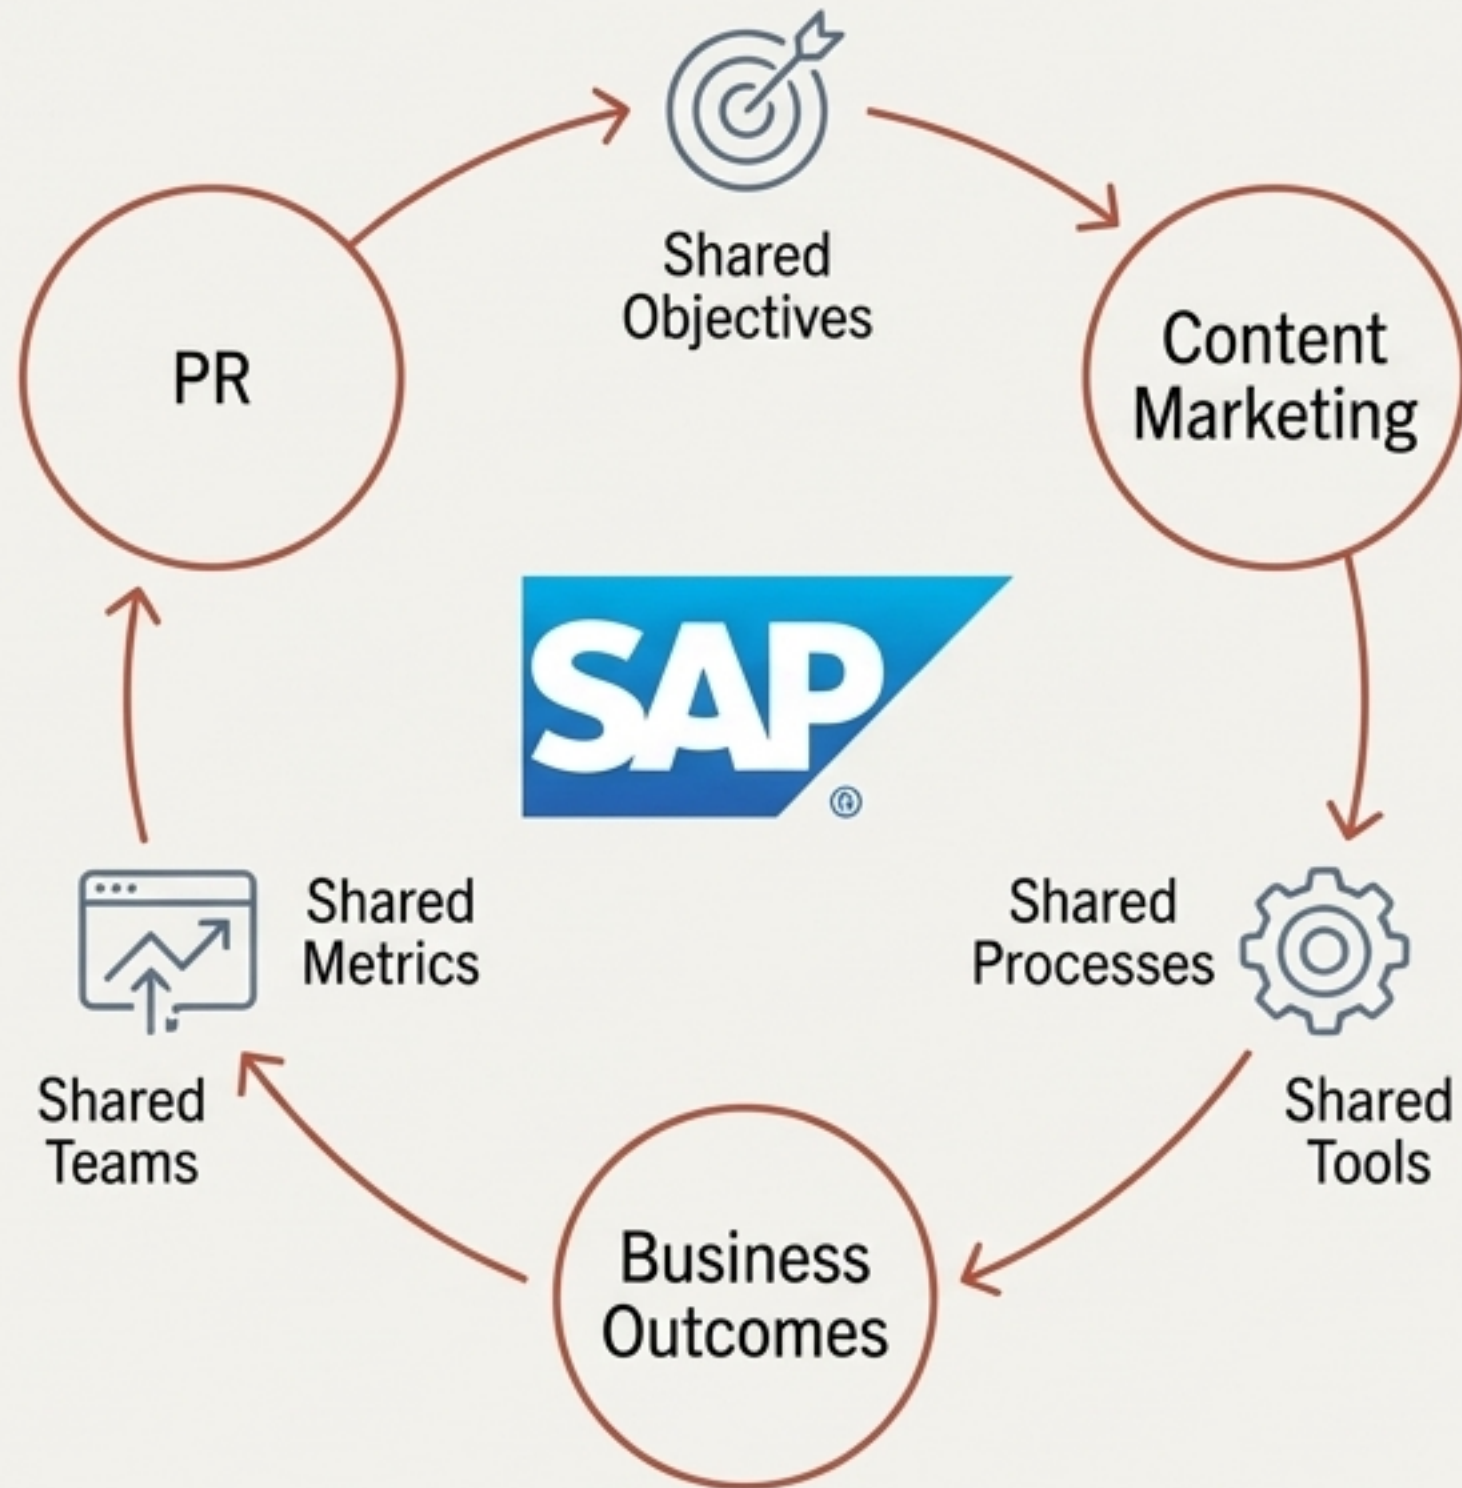 Shared
Objectives
PR
Content
Marketing
SAP
Shared
Metrics
Shared
Processes
Shared
Teams
Shared
Tools
Business
Outcomes